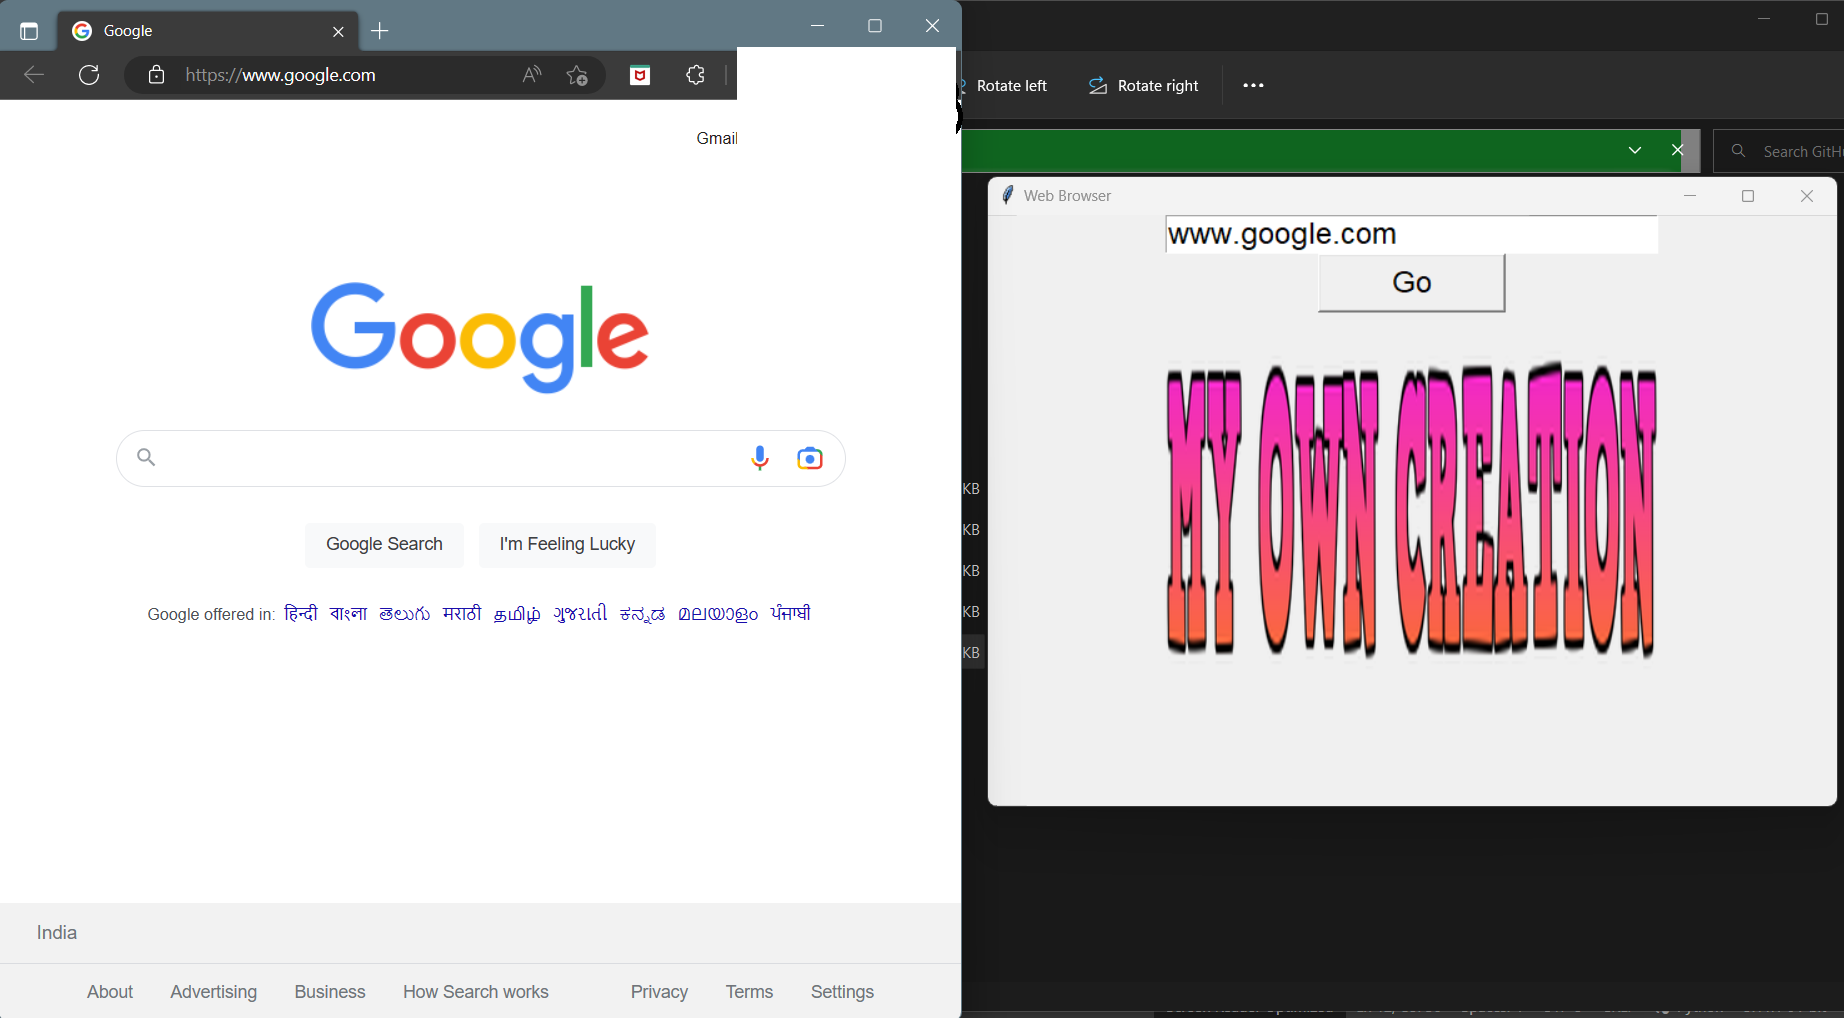 Google
https://www.google.com
Gmail
Google
Google Search
I'm Feeling Lucky
Google offered in: हिन्दी বাংলা తెలుగు मराठी தமிழ் ગુજરાતી ಕನ್ನಡ മലയാളം ਪੰਜਾਬੀ
India
About Advertising Business How Search works Privacy Terms Settings
Rotate left Rotate right
Search GitH
Web Browser
www.google.com
Go
MY OWN CREATION
KB
KB
KB
KB
KB